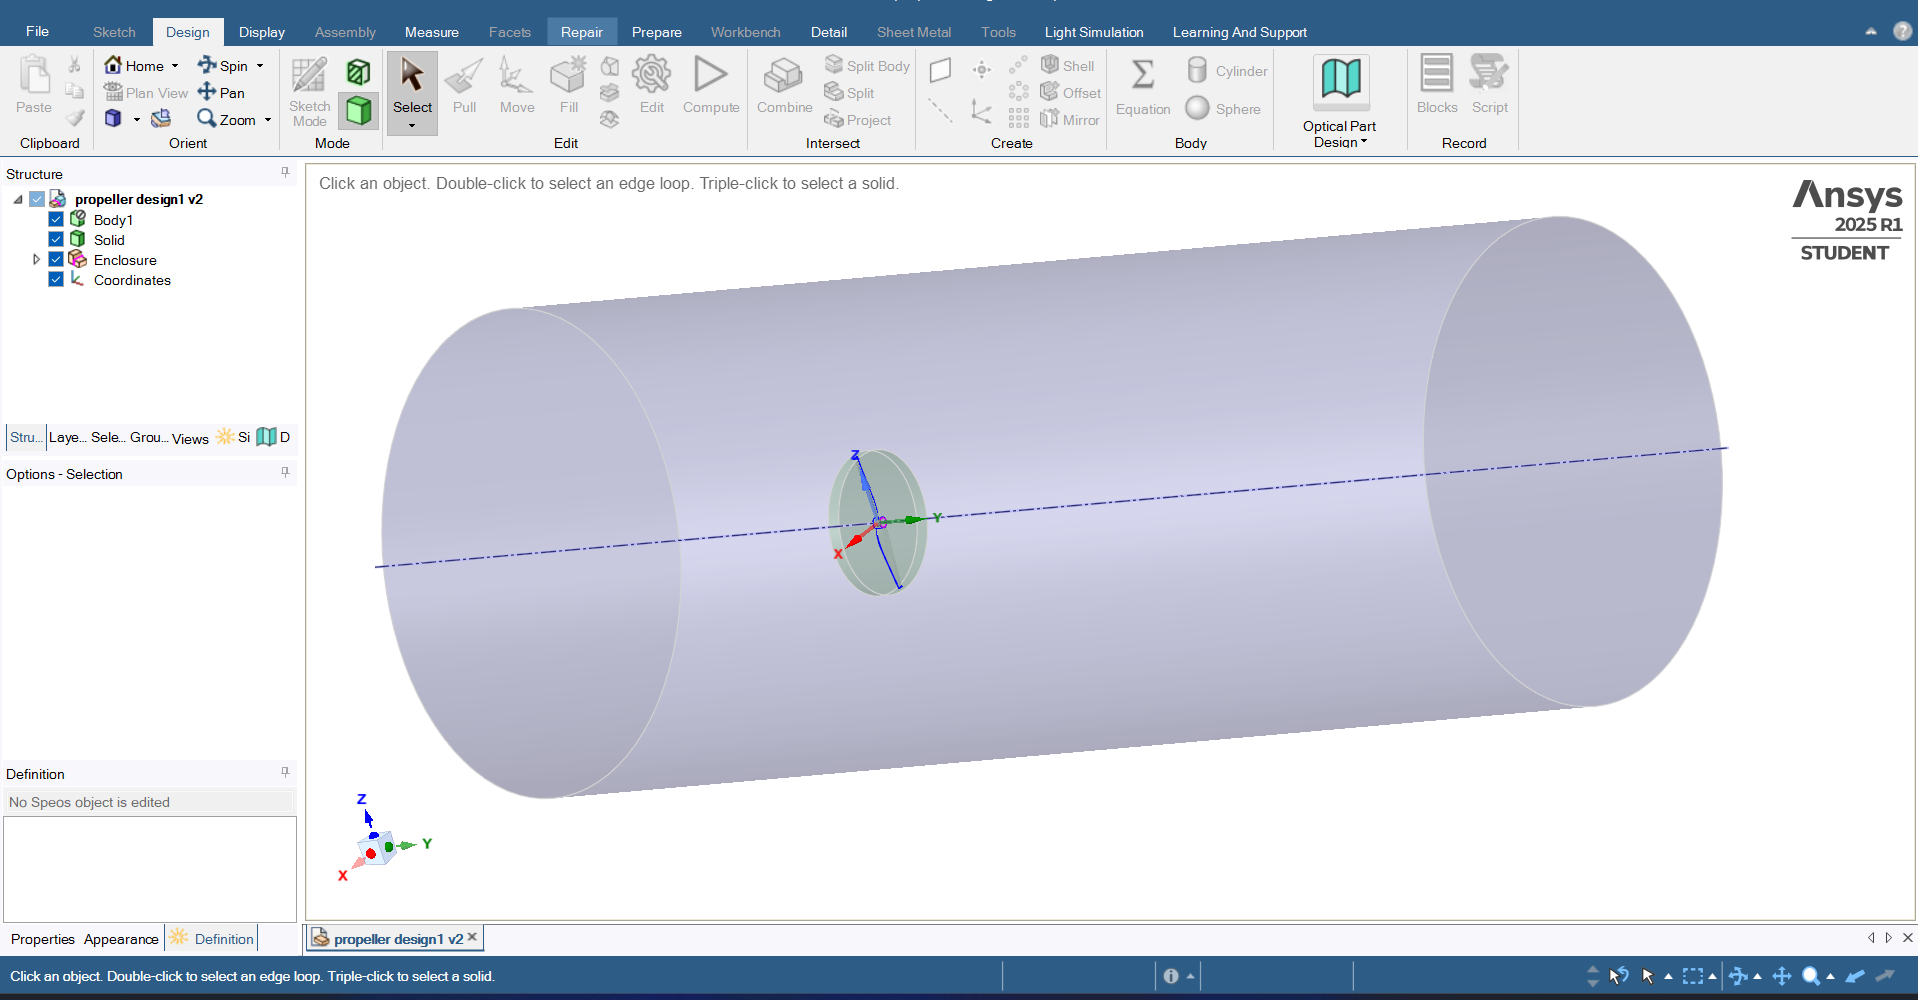 File Sketch Design Display Assembly Measure Facets Repair Prepare Workbench Detail Sheet Metal Tools Light Simulation Learning And Support
Paste
Clipboard
Home Spin
Plan View Pan
Zoom
Orient
Sketch Mode
Mode
Select Pull Move Fill Edit Compute
Edit
Combine Split Body
Split
Project
Intersect
Shell
Offset
Mirror
Create
Equation Cylinder
Sphere
Body
Optical Part
Design
Blocks Script
Record
Structure
propeller design1 v2
Body1
Solid
Enclosure
Coordinates
Stru... Laye... Sele... Grou... Views Si D
Options - Selection
Definition
No Speos object is edited
Properties Appearance Definition
Click an object. Double-click to select an edge loop. Triple-click to select a solid.
Ansys
2025 R1
STUDENT
Z
Y
X
Z
Y
X
propeller design1 v2
Click an object. Double-click to select an edge loop. Triple-click to select a solid.